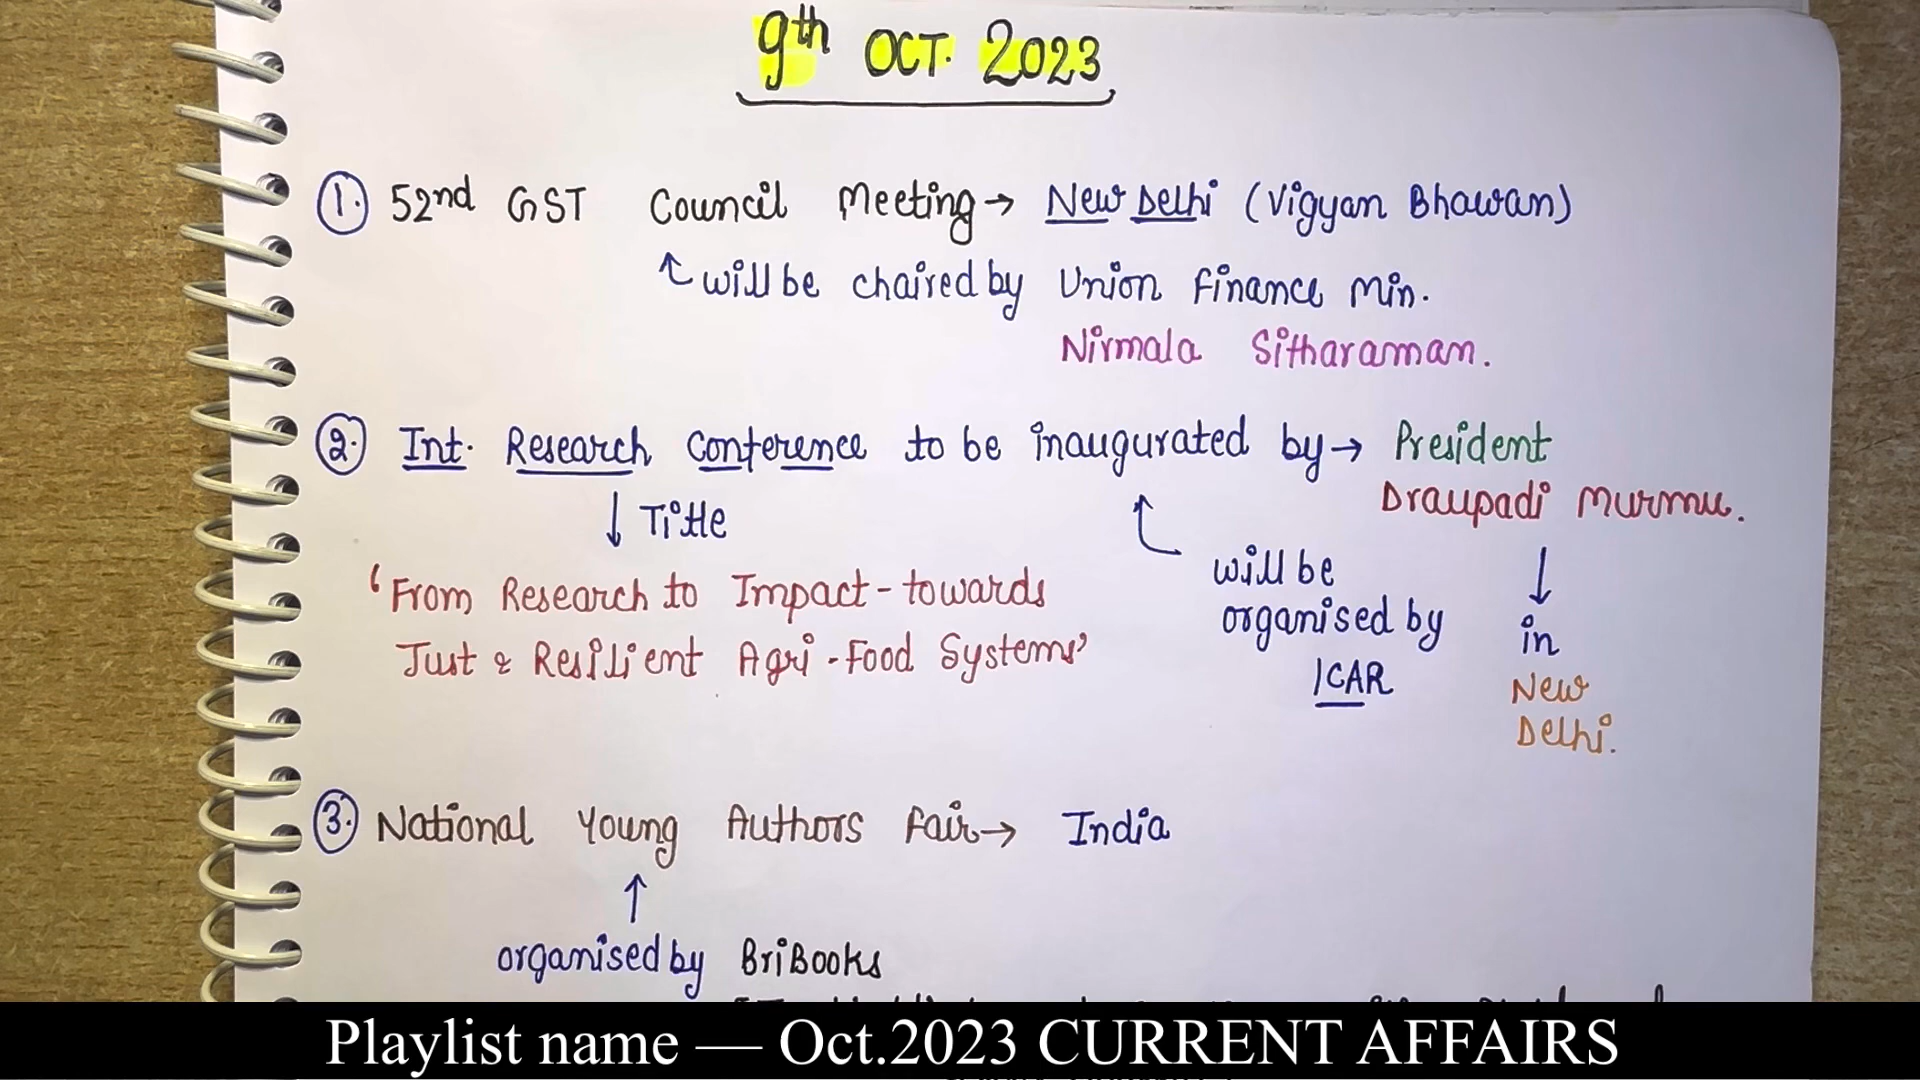 9th OCT. 2023
1. 52nd GST Council Meeting → New Delhi (Vigyan Bhawan)
↑ will be chaired by Union Finance Min.
Nirmala Sitharaman.
2. Int. Research Conference to be inaugurated by → President
Draupadi Murmu.
↓ Title
'From Research to Impact - towards
Just & Resilient Agri - Food Systems'
will be
organised by
ICAR
↓
in
New
Delhi.
3. National Young Authors Fair → India
↑
organised by BriBooks
Playlist name — Oct.2023 CURRENT AFFAIRS